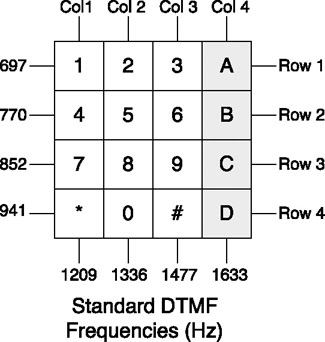 Col1 Col 2 Col 3 Col 4
697 1 2 3 A Row 1
770 4 5 6 B Row 2
852 7 8 9 C Row 3
941 * 0 # D Row 4
1209 1336 1477 1633
Standard DTMF
Frequencies (Hz)